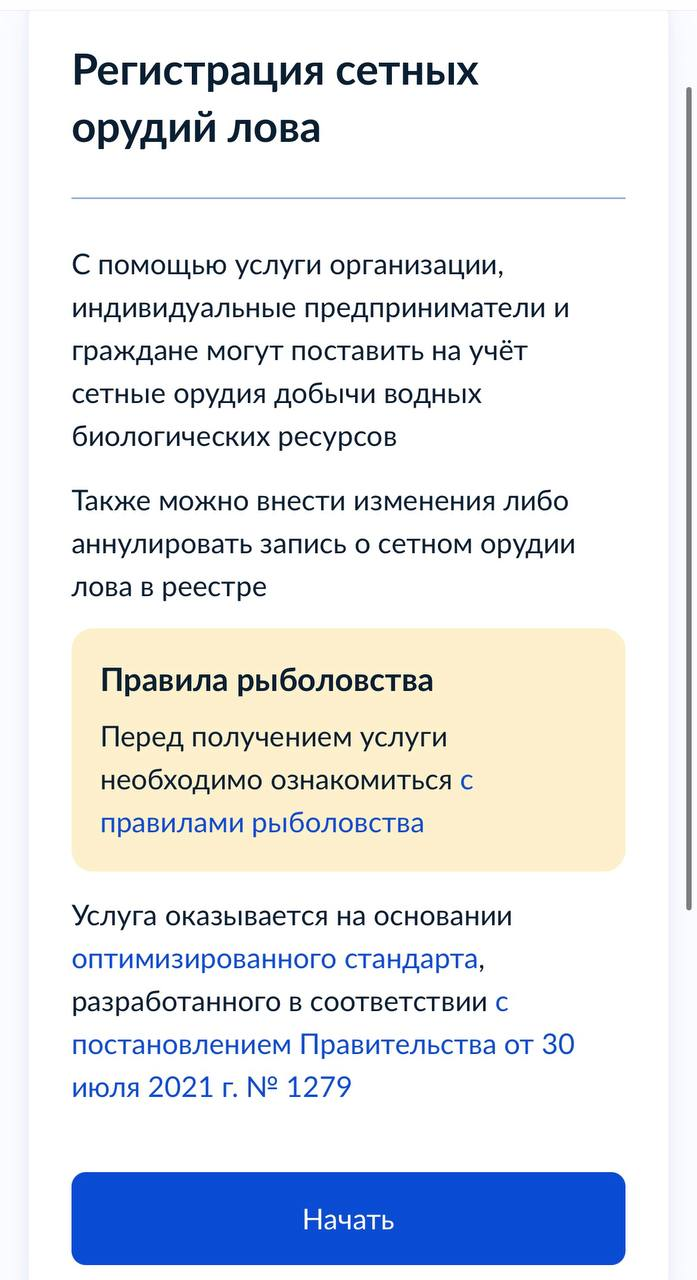 Регистрация сетных
орудий лова
С помощью услуги организации,
индивидуальные предприниматели и
граждане могут поставить на учёт
сетные орудия добычи водных
биологических ресурсов
Также можно внести изменения либо
аннулировать запись о сетном орудии
лова в реестре
Правила рыболовства
Перед получением услуги
необходимо ознакомиться с
правилами рыболовства
Услуга оказывается на основании
оптимизированного стандарта,
разработанного в соответствии с
постановлением Правительства от 30
июля 2021 г. № 1279
Начать